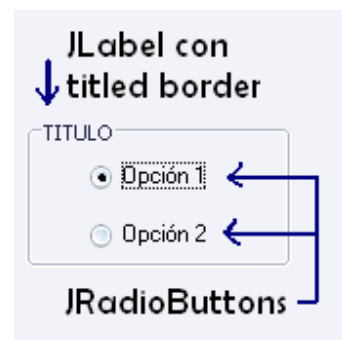 JLabel con
titled border
TITULO
Opción 1
Opción 2
JRadioButtons